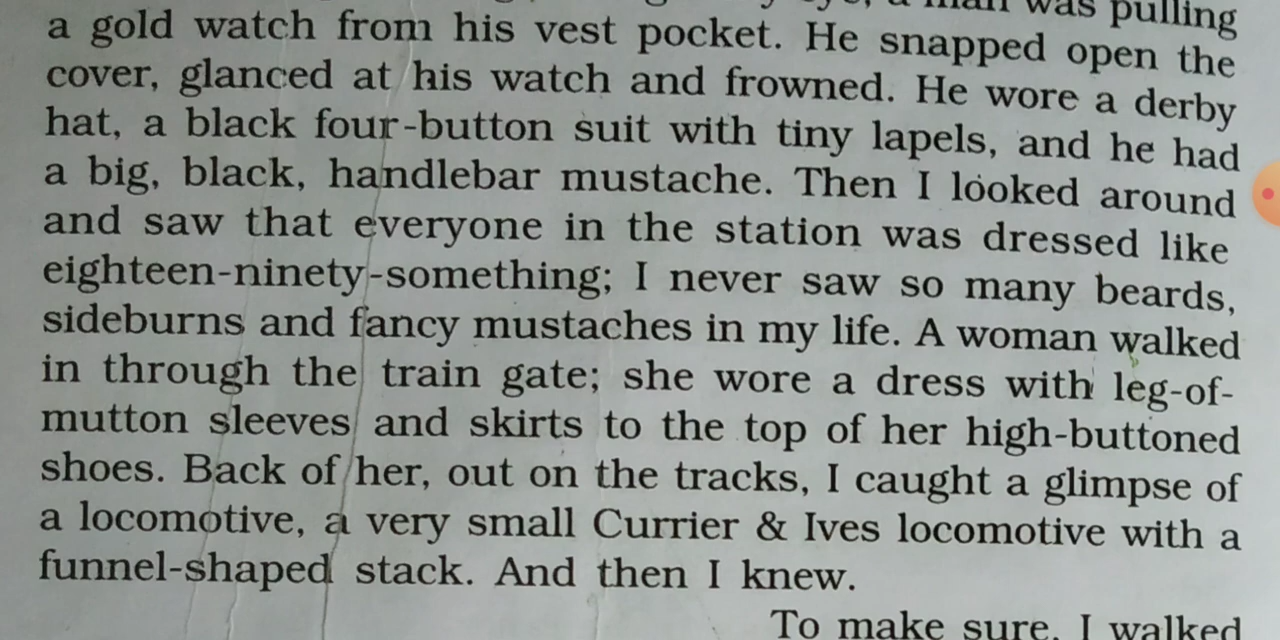 man was pulling
a gold watch from his vest pocket. He snapped open the
cover, glanced at his watch and frowned. He wore a derby
hat, a black four-button suit with tiny lapels, and he had
a big, black, handlebar mustache. Then I looked around
and saw that everyone in the station was dressed like
eighteen-ninety-something; I never saw so many beards,
sideburns and fancy mustaches in my life. A woman walked
in through the train gate; she wore a dress with leg-of-
mutton sleeves and skirts to the top of her high-buttoned
shoes. Back of her, out on the tracks, I caught a glimpse of
a locomotive, a very small Currier & Ives locomotive with a
funnel-shaped stack. And then I knew.
To make sure, I walked